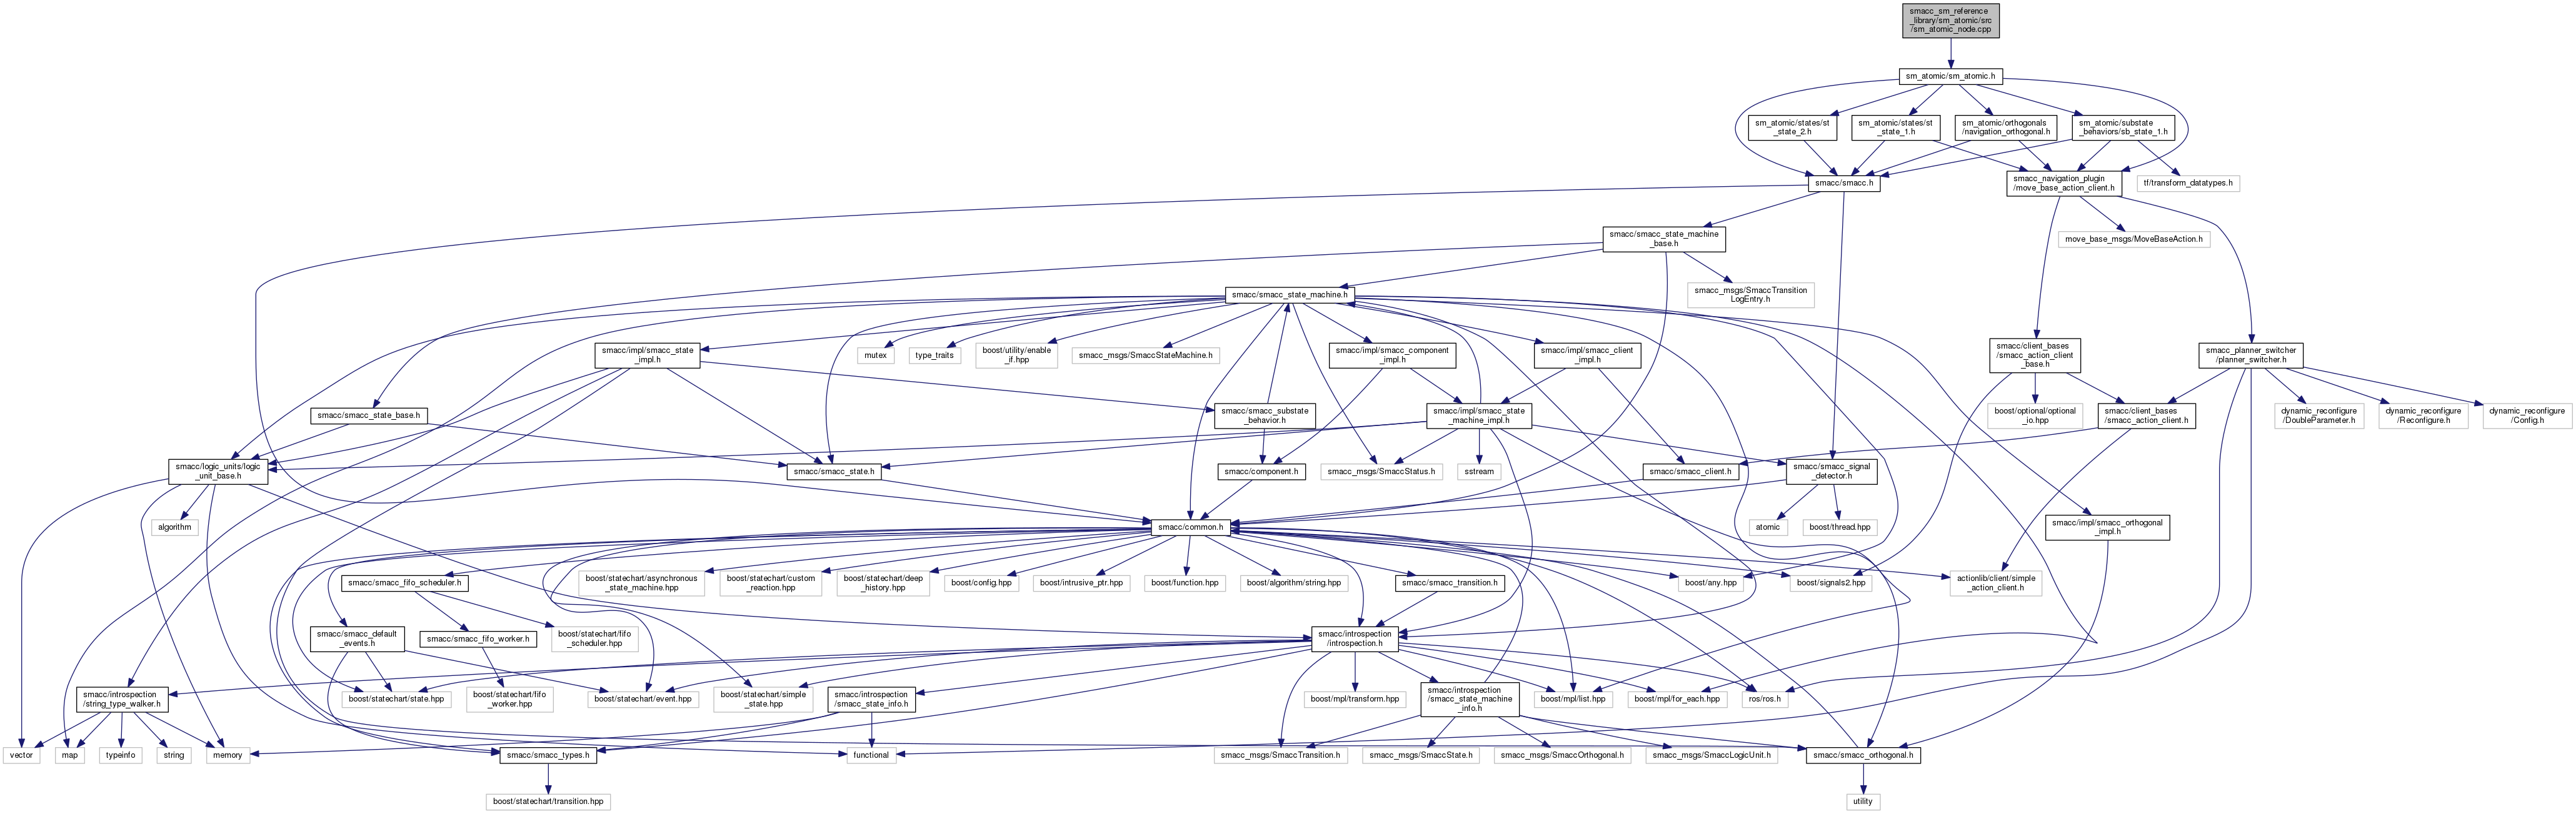 smacc_sm_reference
_library/sm_atomic/src
/sm_atomic_node.cpp
sm_atomic/sm_atomic.h
sm_atomic/states/st
_state_2.h
sm_atomic/states/st
_state_1.h
sm_atomic/orthogonals
/navigation_orthogonal.h
sm_atomic/substate
_behaviors/sb_state_1.h
smacc/smacc.h
smacc_navigation_plugin
/move_base_action_client.h
tf/transform_datatypes.h
smacc/smacc_state_machine
_base.h
move_base_msgs/MoveBaseAction.h
smacc/smacc_state_machine.h
smacc_msgs/SmaccTransition
LogEntry.h
smacc/impl/smacc_state
_impl.h
mutex
type_traits
boost/utility/enable
_if.hpp
smacc_msgs/SmaccStateMachine.h
smacc/impl/smacc_component
_impl.h
smacc/impl/smacc_client
_impl.h
smacc/client_bases
/smacc_action_client
_base.h
smacc_planner_switcher
/planner_switcher.h
smacc/smacc_state_base.h
smacc/smacc_substate
_behavior.h
smacc/impl/smacc_state
_machine_impl.h
boost/optional/optional
_io.hpp
smacc/client_bases
/smacc_action_client.h
dynamic_reconfigure
/DoubleParameter.h
dynamic_reconfigure
/Reconfigure.h
dynamic_reconfigure
/Config.h
smacc/logic_units/logic
_unit_base.h
smacc/smacc_state.h
smacc/component.h
smacc_msgs/SmaccStatus.h
sstream
smacc/smacc_client.h
smacc/smacc_signal
_detector.h
algorithm
smacc/common.h
atomic
boost/thread.hpp
smacc/impl/smacc_orthogonal
_impl.h
smacc/smacc_fifo_scheduler.h
boost/statechart/asynchronous
_state_machine.hpp
boost/statechart/custom
_reaction.hpp
boost/statechart/deep
_history.hpp
boost/config.hpp
boost/intrusive_ptr.hpp
boost/function.hpp
boost/algorithm/string.hpp
smacc/smacc_transition.h
boost/any.hpp
boost/signals2.hpp
actionlib/client/simple
_action_client.h
smacc/smacc_default
_events.h
smacc/smacc_fifo_worker.h
boost/statechart/fifo
_scheduler.hpp
smacc/introspection
/introspection.h
smacc/introspection
/string_type_walker.h
boost/statechart/state.hpp
boost/statechart/fifo
_worker.hpp
boost/statechart/event.hpp
boost/statechart/simple
_state.hpp
smacc/introspection
/smacc_state_info.h
boost/mpl/transform.hpp
smacc/introspection
/smacc_state_machine
_info.h
boost/mpl/list.hpp
boost/mpl/for_each.hpp
ros/ros.h
vector
map
typeinfo
string
memory
smacc/smacc_types.h
functional
smacc_msgs/SmaccTransition.h
smacc_msgs/SmaccState.h
smacc_msgs/SmaccOrthogonal.h
smacc_msgs/SmaccLogicUnit.h
smacc/smacc_orthogonal.h
boost/statechart/transition.hpp
utility